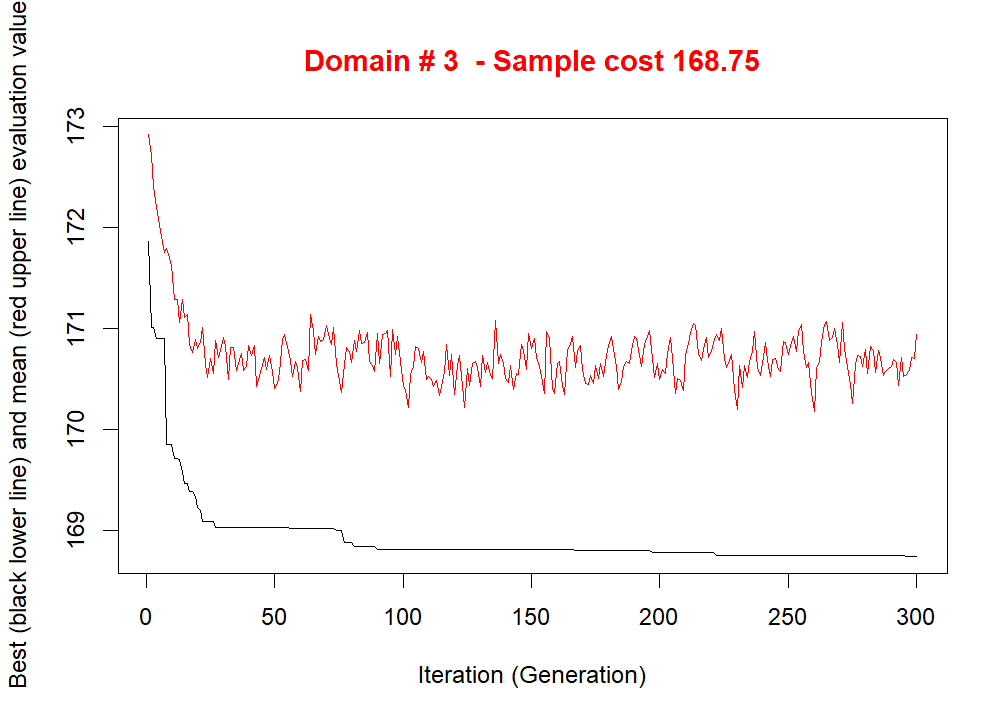 Domain # 3  - Sample cost 168.75
Best (black lower line) and mean (red upper line) evaluation value
173
172
171
170
169
0 50 100 150 200 250 300
Iteration (Generation)